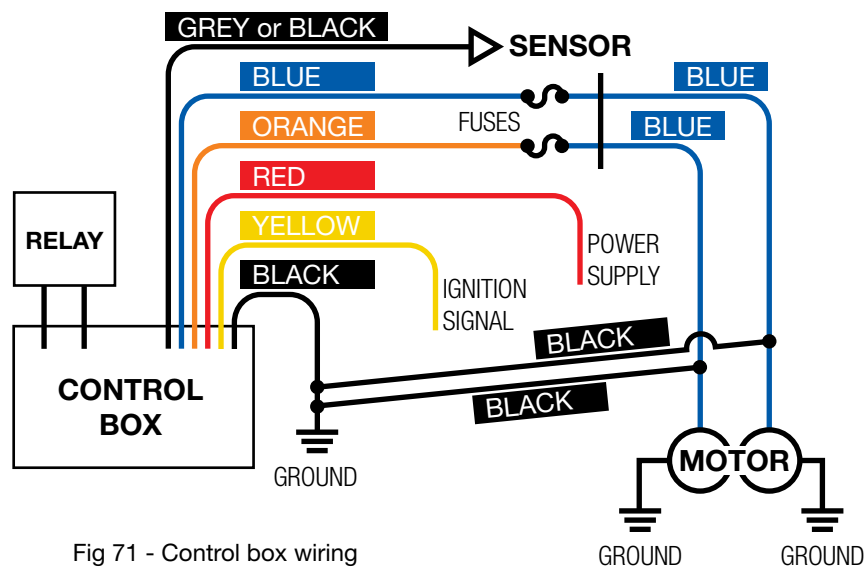 GREY or BLACK
SENSOR
BLUE
BLUE
FUSES
ORANGE
BLUE
RED
RELAY
YELLOW
POWER
SUPPLY
BLACK
IGNITION
SIGNAL
BLACK
CONTROL
BOX
BLACK
GROUND
MOTOR
Fig 71 - Control box wiring
GROUND
GROUND